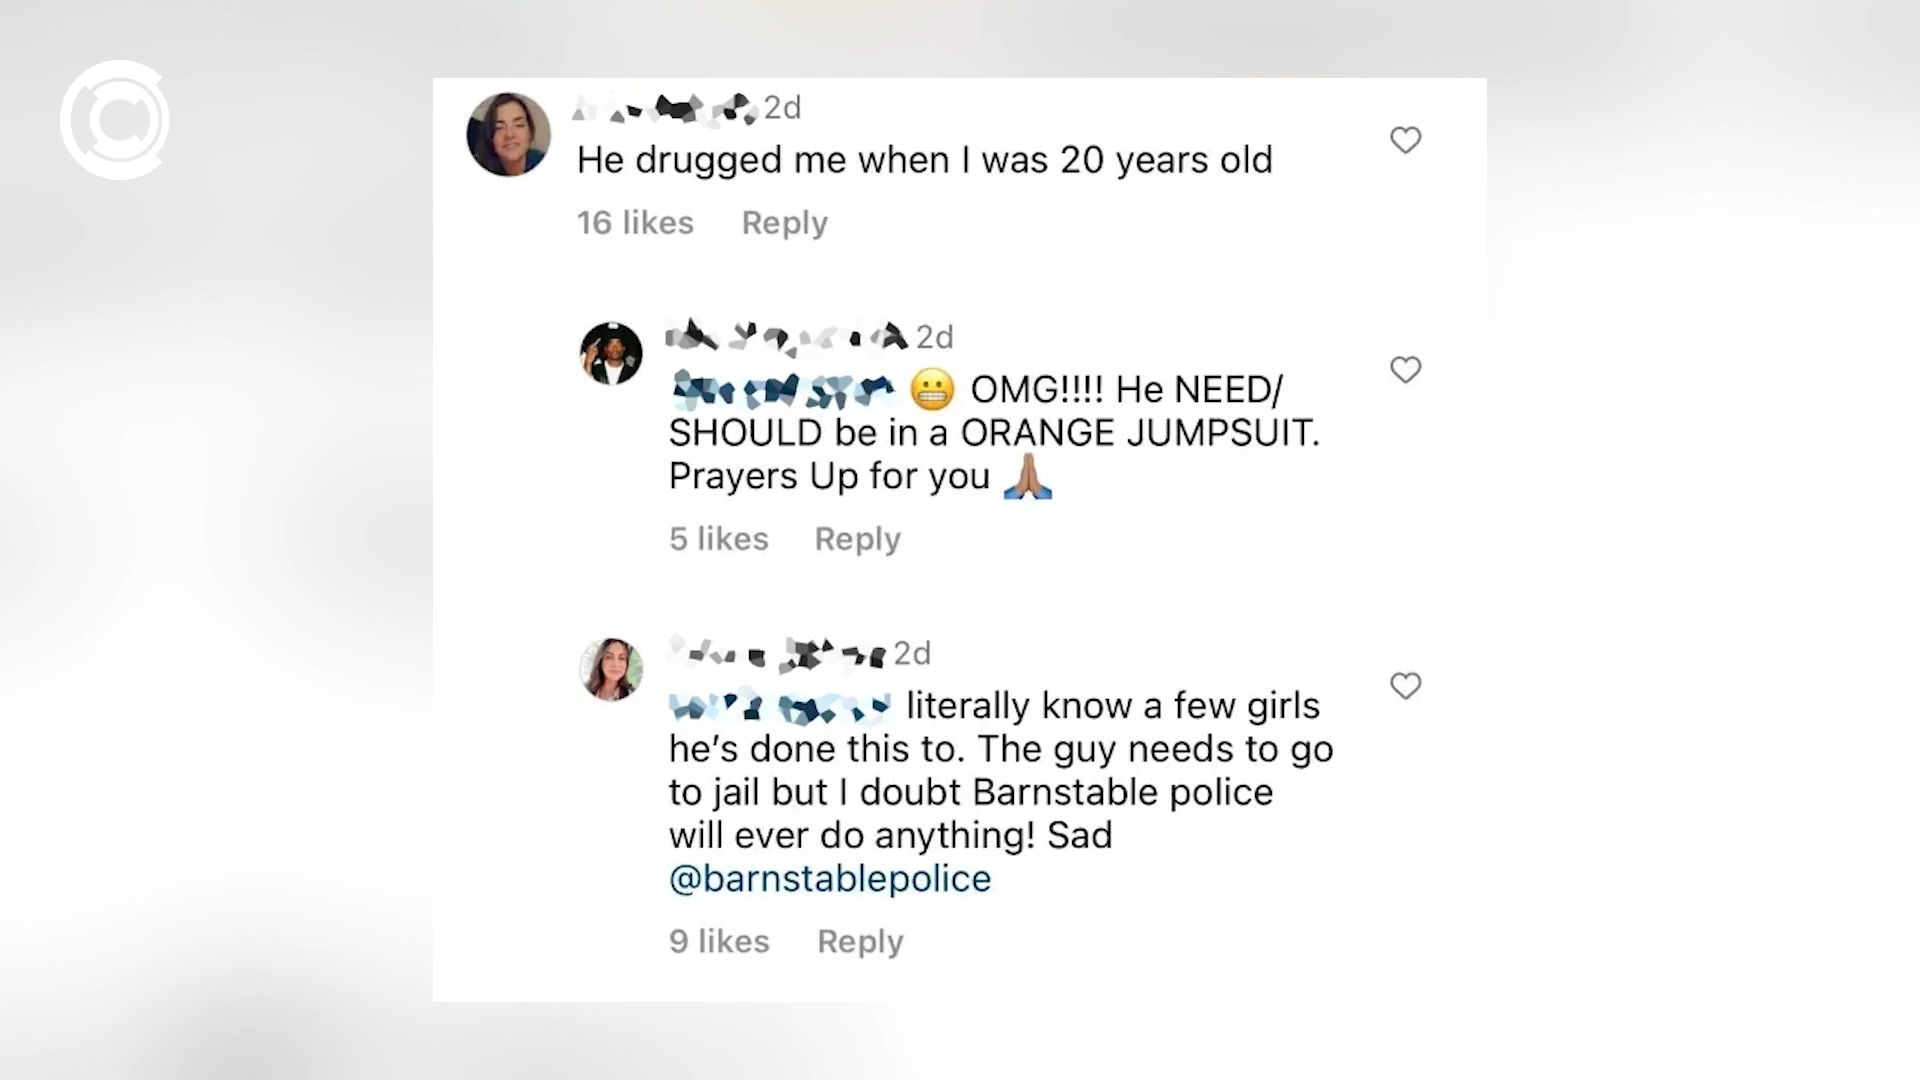 2d
He drugged me when I was 20 years old
16 likes Reply
2d
😬 OMG!!!! He NEED/
SHOULD be in a ORANGE JUMPSUIT.
Prayers Up for you 🙏🏽
5 likes Reply
2d
literally know a few girls
he's done this to. The guy needs to go
to jail but I doubt Barnstable police
will ever do anything! Sad
@barnstablepolice
9 likes Reply